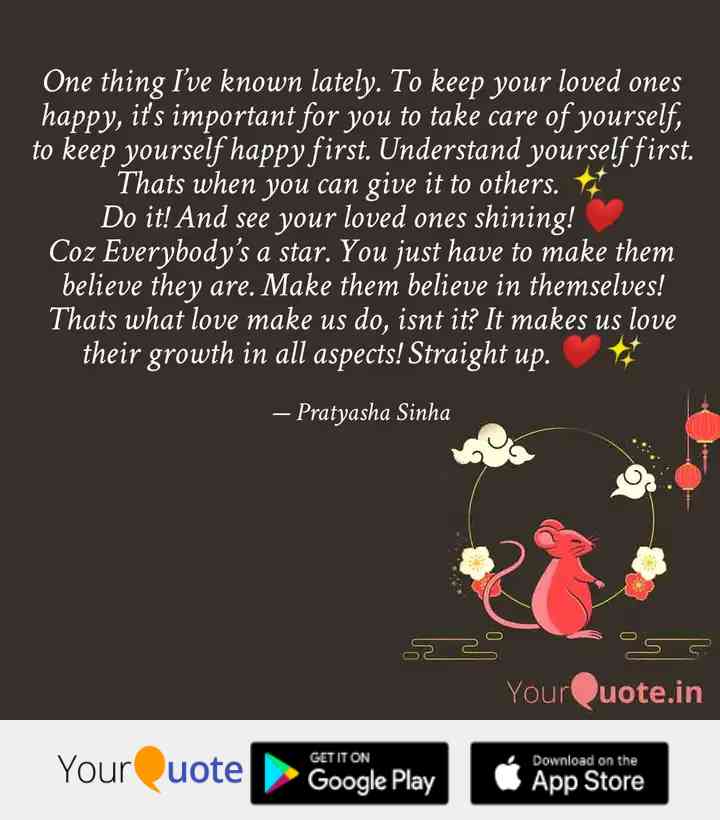 One thing I've known lately. To keep your loved ones
happy, it's important for you to take care of yourself,
to keep yourself happy first. Understand yourself first.
Thats when you can give it to others. ✨
Do it! And see your loved ones shining! ❤️
Coz Everybody's a star. You just have to make them
believe they are. Make them believe in themselves!
Thats what love make us do, isnt it? It makes us love
their growth in all aspects! Straight up. ❤️ ✨
— Pratyasha Sinha
YourQuote.in
YourQuote
GET IT ON
Google Play
Download on the
App Store